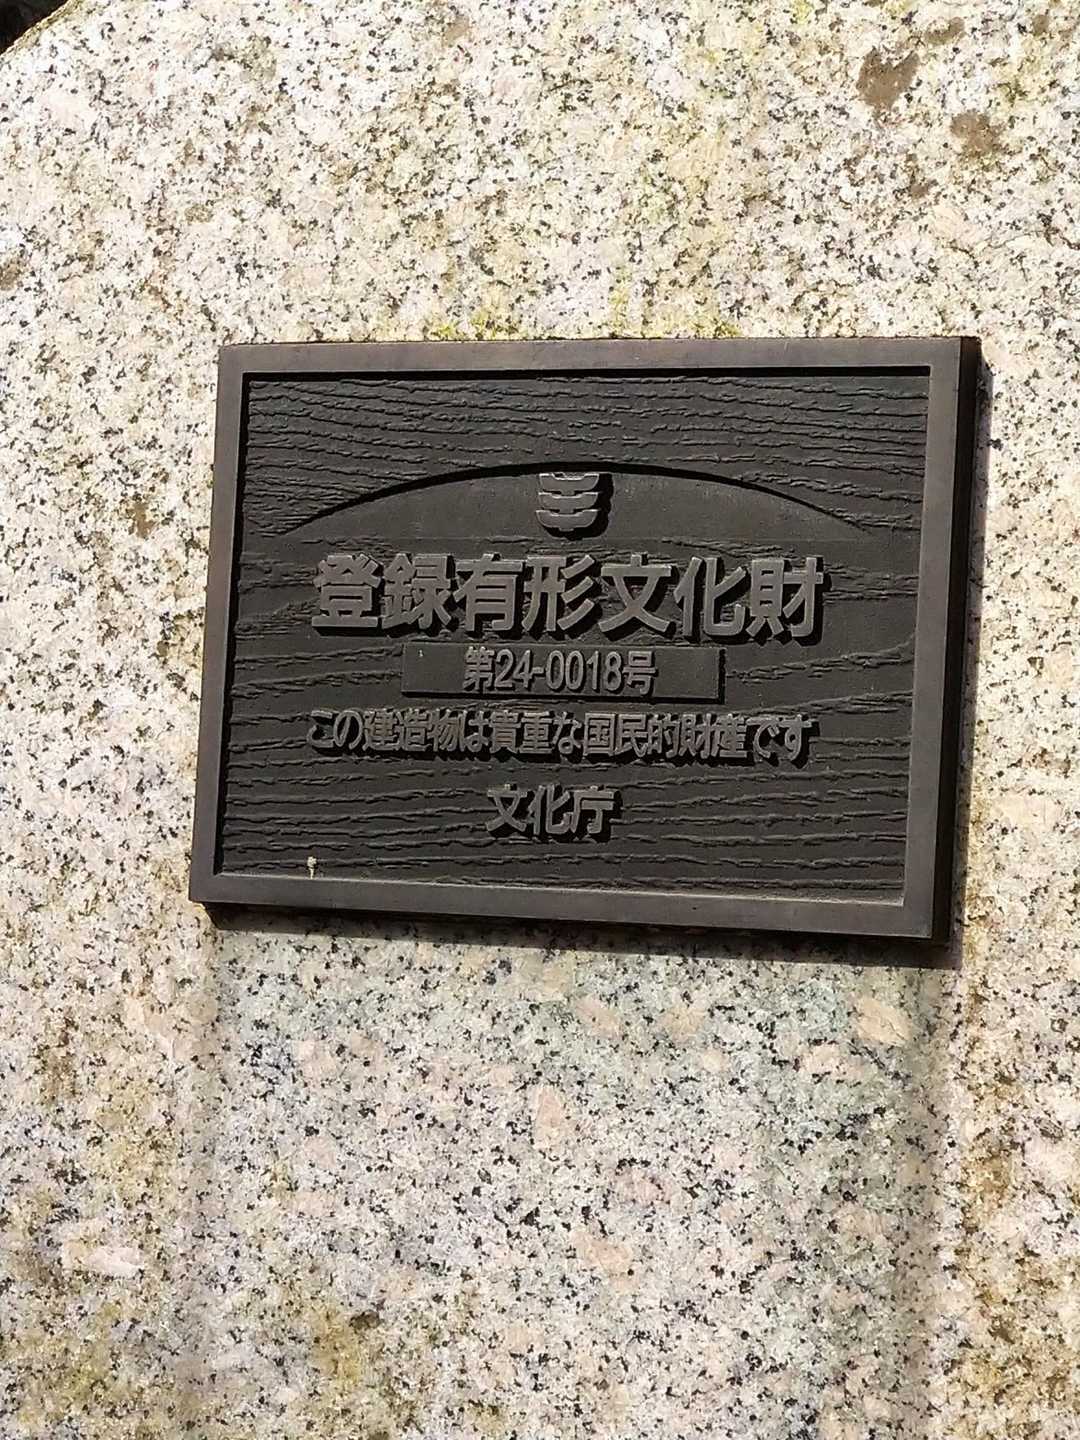 登録有形文化財
第24-0018号
この建造物は貴重な国民的財産です
文化庁